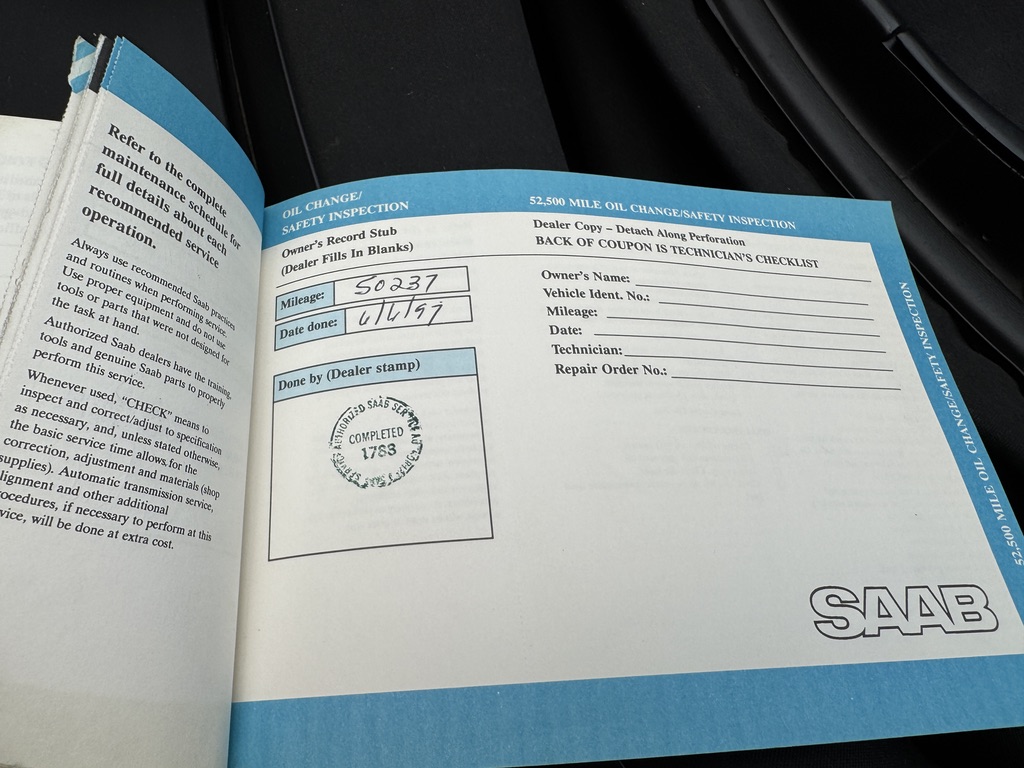 Refer to the complete
maintenance schedule for
full details about each
recommended service
operation.
Always use recommended Saab practices
and routines when performing service.
Use proper equipment and do not use
tools or parts that were not designed for
the task at hand.
Authorized Saab dealers have the training,
tools and genuine Saab parts to properly
perform this service.
Whenever used, "CHECK" means to
inspect and correct/adjust to specification
as necessary, and, unless stated otherwise,
the basic service time allows for the
correction, adjustment and materials (shop
supplies). Automatic transmission service,
lignment and other additional
rocedures, if necessary to perform at this
vice, will be done at extra cost.
OIL CHANGE/
SAFETY INSPECTION
Owner's Record Stub
(Dealer Fills In Blanks)
Mileage: 50237
Date done: 6/6/97
Done by (Dealer stamp)
AUTHORIZED SAAB SERVICE
COMPLETED
1783
52,500 MILE OIL CHANGE/SAFETY INSPECTION
Dealer Copy – Detach Along Perforation
BACK OF COUPON IS TECHNICIAN'S CHECKLIST
Owner's Name:
Vehicle Ident. No.:
Mileage:
Date:
Technician:
Repair Order No.:
SAAB
52,500 MILE OIL CHANGE/SAFETY INSPECTION